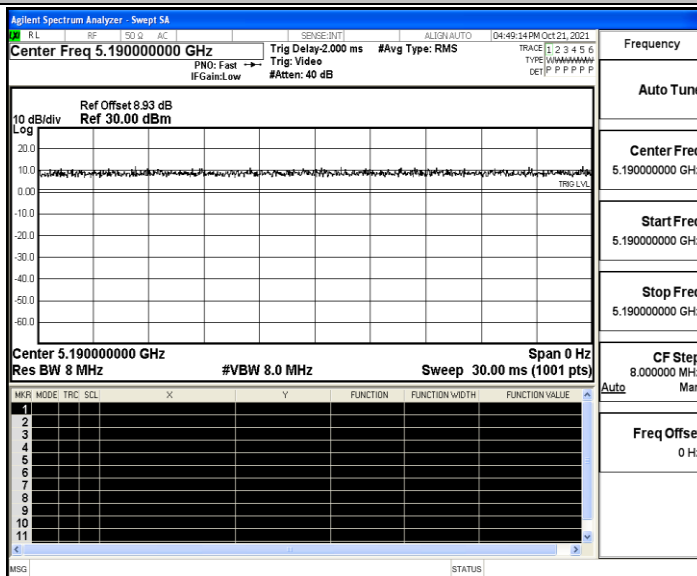 Agilent Spectrum Analyzer - Swept SA
LXI RL RF 50 Ω AC SENSE:INT ALIGN AUTO 04:49:14 PM Oct 21, 2021
Center Freq 5.190000000 GHz
PNO: Fast
IFGain:Low
Trig Delay-2.000 ms
Trig: Video
#Atten: 40 dB
#Avg Type: RMS
TRACE 1 2 3 4 5 6
TYPE
DET P P P P P P
Ref Offset 8.93 dB
10 dB/div Ref 30.00 dBm
Log
20.0
10.0
TRIG LVL
0.00
-10.0
-20.0
-30.0
-40.0
-50.0
-60.0
Center 5.190000000 GHz Span 0 Hz
Res BW 8 MHz #VBW 8.0 MHz Sweep 30.00 ms (1001 pts)
MKR MODE TRC SCL X Y FUNCTION FUNCTION WIDTH FUNCTION VALUE
1
2
3
4
5
6
7
8
9
10
11
MSG STATUS
Frequency
Auto Tune
Center Freq
5.190000000 GHz
Start Freq
5.190000000 GHz
Stop Freq
5.190000000 GHz
CF Step
8.000000 MHz
Auto Man
Freq Offset
0 Hz